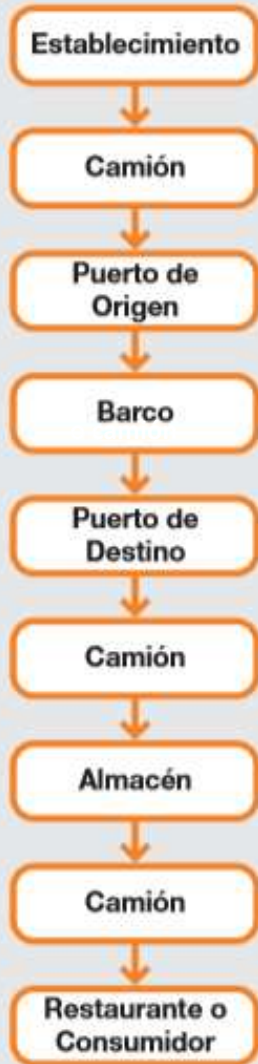 Establecimiento
Camión
Puerto de
Origen
Barco
Puerto de
Destino
Camión
Almacén
Camión
Restaurante o
Consumidor